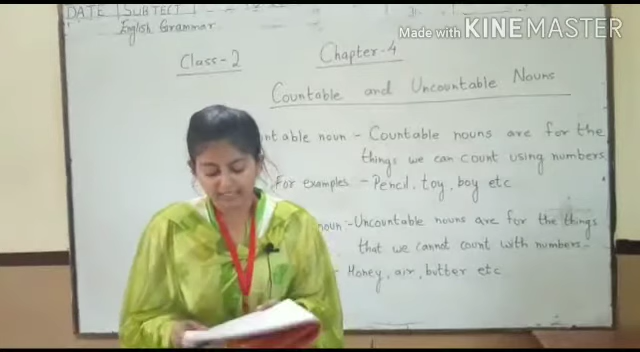 DATE SUBJECT
Made with KINEMASTER
English Grammar
Class-2
Chapter-4
Countable and Uncountable Nouns
ntable noun - Countable nouns are for the
things we can count using numbers
For examples - Pencil, toy, boy etc
noun:- Uncountable nouns are for the things
that we cannot count with numbers.-
Honey, air, butter etc